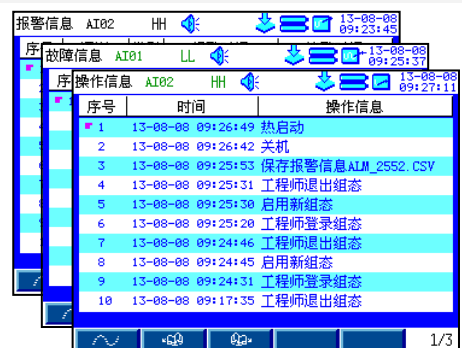 报警信息 AI02 HH 13-08-08 09:23:45
序
故障信息 AI01 LL 13-08-08 09:25:37
序
操作信息 AI02 HH 13-08-08 09:27:11
序号 时间 操作信息
1 13-08-08 09:26:49 热启动
2 13-08-08 09:26:42 关机
3 13-08-08 09:25:53 保存报警信息ALM_2552.CSV
4 13-08-08 09:25:31 工程师退出组态
5 13-08-08 09:25:30 启用新组态
6 13-08-08 09:25:20 工程师登录组态
7 13-08-08 09:24:46 工程师退出组态
8 13-08-08 09:24:45 启用新组态
9 13-08-08 09:24:31 工程师登录组态
10 13-08-08 09:17:35 工程师退出组态
1/3